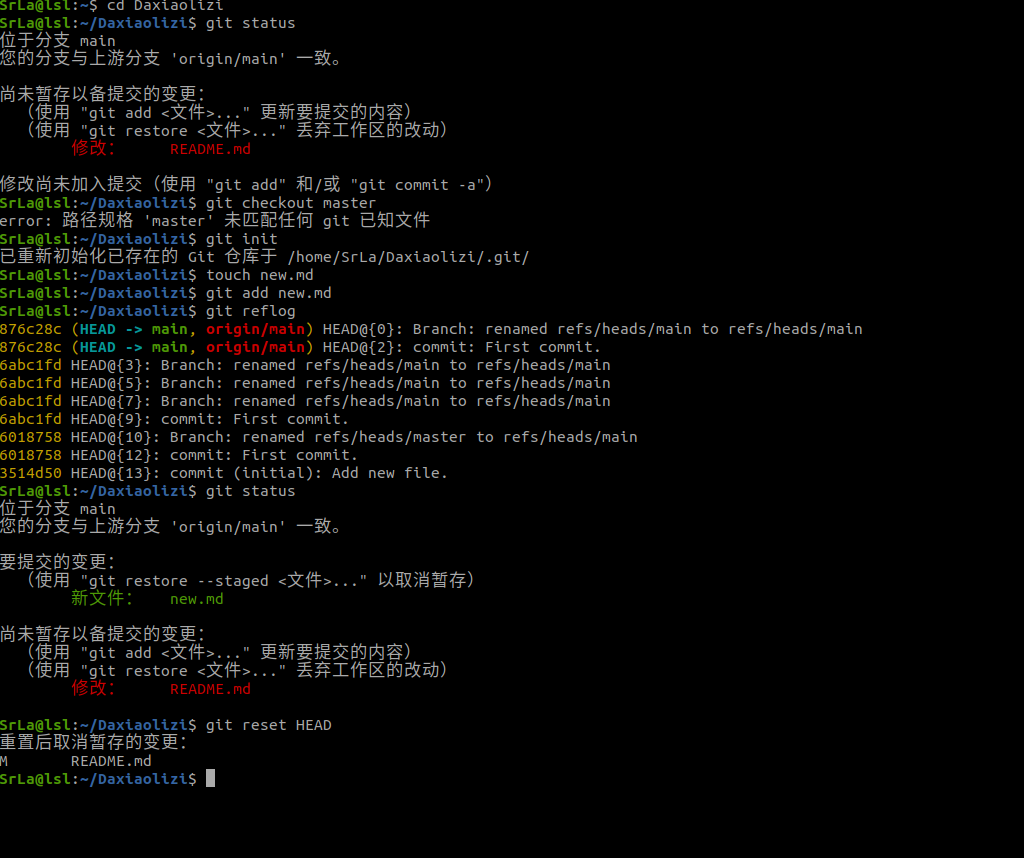 SrLa@lsl:~$ cd Daxiaolizi
SrLa@lsl:~/Daxiaolizi$ git status
位于分支 main
您的分支与上游分支 'origin/main' 一致。
尚未暂存以备提交的变更：
（使用 "git add <文件>..." 更新要提交的内容）
（使用 "git restore <文件>..." 丢弃工作区的改动）
修改： README.md
修改尚未加入提交（使用 "git add" 和/或 "git commit -a"）
SrLa@lsl:~/Daxiaolizi$ git checkout master
error: 路径规格 'master' 未匹配任何 git 已知文件
SrLa@lsl:~/Daxiaolizi$ git init
已重新初始化已存在的 Git 仓库于 /home/SrLa/Daxiaolizi/.git/
SrLa@lsl:~/Daxiaolizi$ touch new.md
SrLa@lsl:~/Daxiaolizi$ git add new.md
SrLa@lsl:~/Daxiaolizi$ git reflog
876c28c (HEAD -> main, origin/main) HEAD@{0}: Branch: renamed refs/heads/main to refs/heads/main
876c28c (HEAD -> main, origin/main) HEAD@{2}: commit: First commit.
6abc1fd HEAD@{3}: Branch: renamed refs/heads/main to refs/heads/main
6abc1fd HEAD@{5}: Branch: renamed refs/heads/main to refs/heads/main
6abc1fd HEAD@{7}: Branch: renamed refs/heads/main to refs/heads/main
6abc1fd HEAD@{9}: commit: First commit.
6018758 HEAD@{10}: Branch: renamed refs/heads/master to refs/heads/main
6018758 HEAD@{12}: commit: First commit.
3514d50 HEAD@{13}: commit (initial): Add new file.
SrLa@lsl:~/Daxiaolizi$ git status
位于分支 main
您的分支与上游分支 'origin/main' 一致。
要提交的变更：
（使用 "git restore --staged <文件>..." 以取消暂存）
新文件： new.md
尚未暂存以备提交的变更：
（使用 "git add <文件>..." 更新要提交的内容）
（使用 "git restore <文件>..." 丢弃工作区的改动）
修改： README.md
SrLa@lsl:~/Daxiaolizi$ git reset HEAD
重置后取消暂存的变更：
M README.md
SrLa@lsl:~/Daxiaolizi$